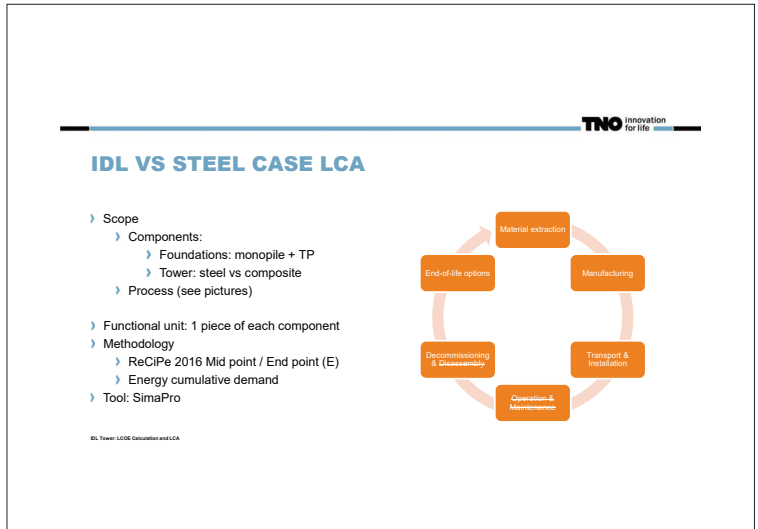 TNO innovation
for life
IDL VS STEEL CASE LCA
Scope
Components:
Foundations: monopile + TP
Tower: steel vs composite
Process (see pictures)
Functional unit: 1 piece of each component
Methodology
ReCiPe 2016 Mid point / End point (E)
Energy cumulative demand
Tool: SimaPro
Material extraction
Manufacturing
Transport &
Installation
Operation &
Maintenance
Decommissioning
& Disassembly
End-of-life options
IDL Tower: LCOE Calculation and LCA